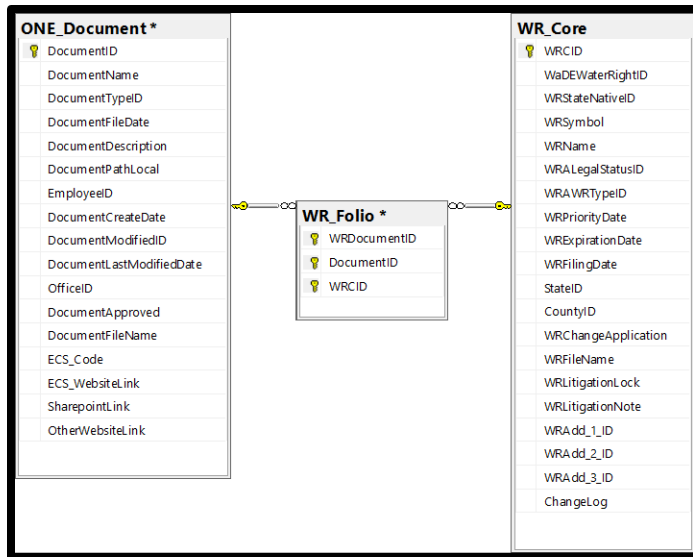 ONE_Document *
DocumentID
DocumentName
DocumentTypeID
DocumentFileDate
DocumentDescription
DocumentPathLocal
EmployeeID
DocumentCreateDate
DocumentModifiedID
DocumentLastModifiedDate
OfficeID
DocumentApproved
DocumentFileName
ECS_Code
ECS_WebsiteLink
SharepointLink
OtherWebsiteLink
WR_Folio *
WRDocumentID
DocumentID
WRCID
WR_Core
WRCID
WaDEWaterRightID
WRStateNativeID
WRSymbol
WRName
WRALegalStatusID
WRAWRTypeID
WRPriorityDate
WRExpirationDate
WRFilingDate
StateID
CountyID
WRChangeApplication
WRFileName
WRLitigationLock
WRLitigationNote
WRAdd_1_ID
WRAdd_2_ID
WRAdd_3_ID
ChangeLog